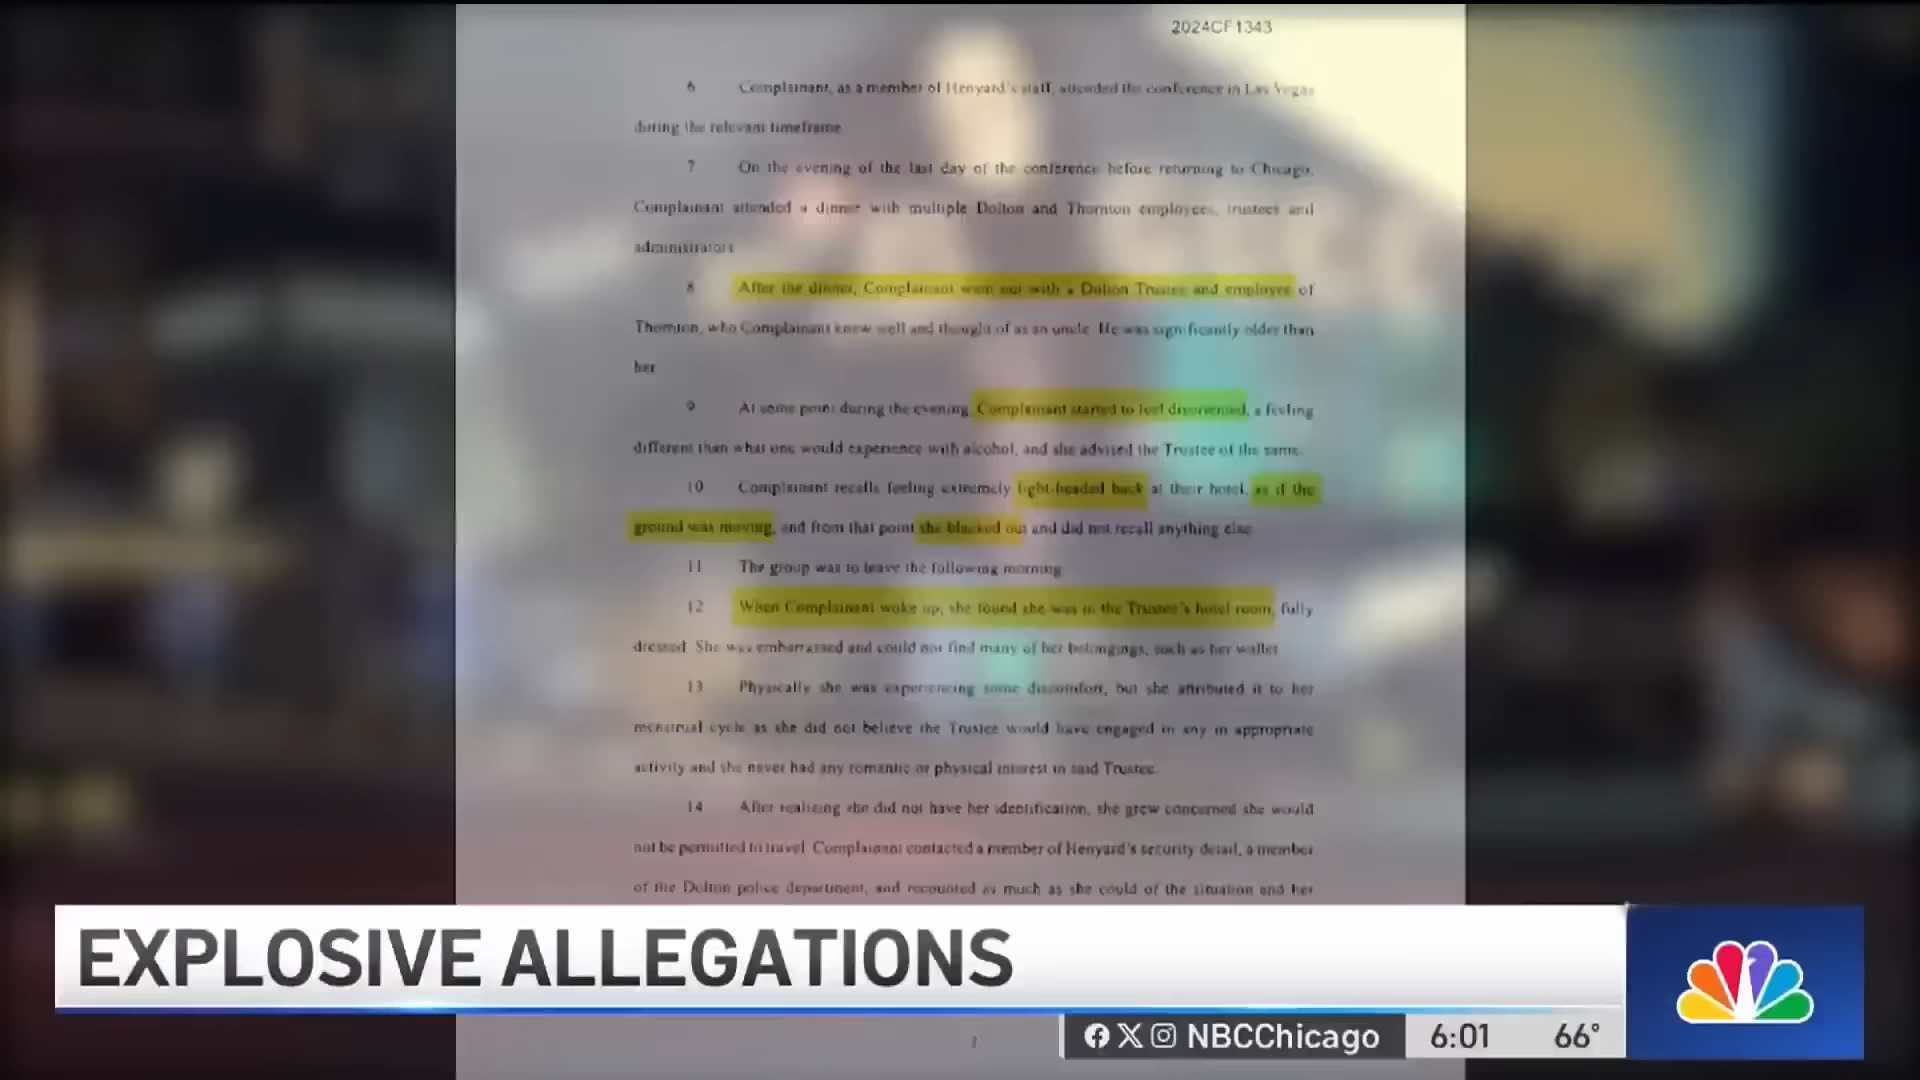 2024CF1343
6 Complainant, as a member of Henyard's staff, attended the conference in Las Vegas
during the relevant timeframe
7 On the evening of the last day of the conference before returning to Chicago,
Complainant attended a dinner with multiple Dolton and Thornton employees, trustees and
administrators
8 After the dinner, Complainant went out with a Dolton Trustee and employee of
Thornton, who Complainant knew well and thought of as an uncle. He was significantly older than
her
9 At some point during the evening, Complainant started to feel disoriented, a feeling
different than what one would experience with alcohol, and she advised the Trustee of the same.
10 Complainant recalls feeling extremely light-headed back at their hotel, as if the
ground was moving, and from that point she blacked out and did not recall anything else
11 The group was to leave the following morning
12 When Complainant woke up, she found she was in the Trustee's hotel room, fully
dressed. She was embarrassed and could not find many of her belongings, such as her wallet
13 Physically she was experiencing some discomfort, but she attributed it to her
menstrual cycle as she did not believe the Trustee would have engaged in any in appropriate
activity and she never had any romantic or physical interest in said Trustee.
14 After realizing she did not have her identification, she grew concerned she would
not be permitted to travel. Complainant contacted a member of Henyard's security detail, a member
of the Dolton police department, and recounted as much as she could of the situation and her
EXPLOSIVE ALLEGATIONS
NBCChicago 6:01 66°